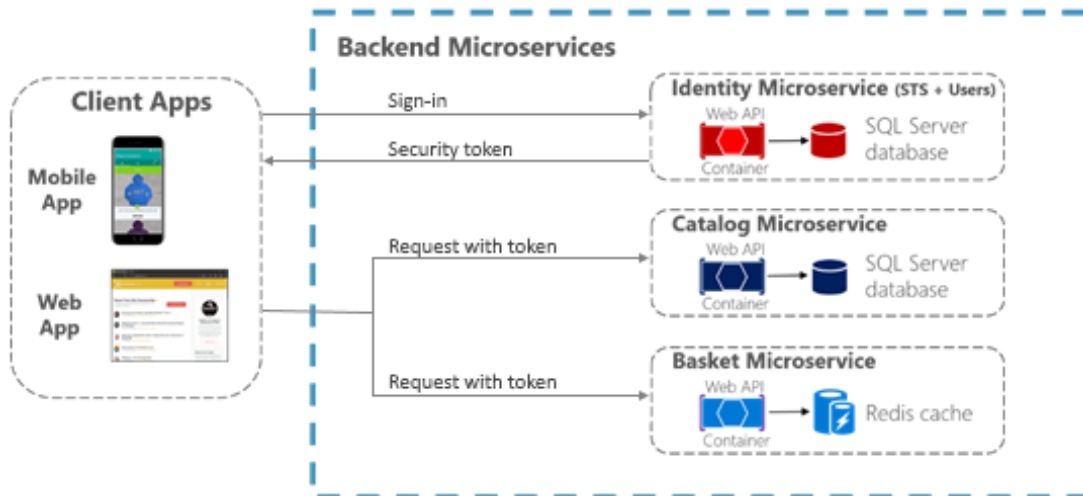 Backend Microservices
Client Apps
Mobile
App
Web
App
Sign-in
Security token
Request with token
Request with token
Identity Microservice (STS + Users)
Web API
Container
SQL Server
database
Catalog Microservice
Web API
Container
SQL Server
database
Basket Microservice
Web API
Container
Redis cache